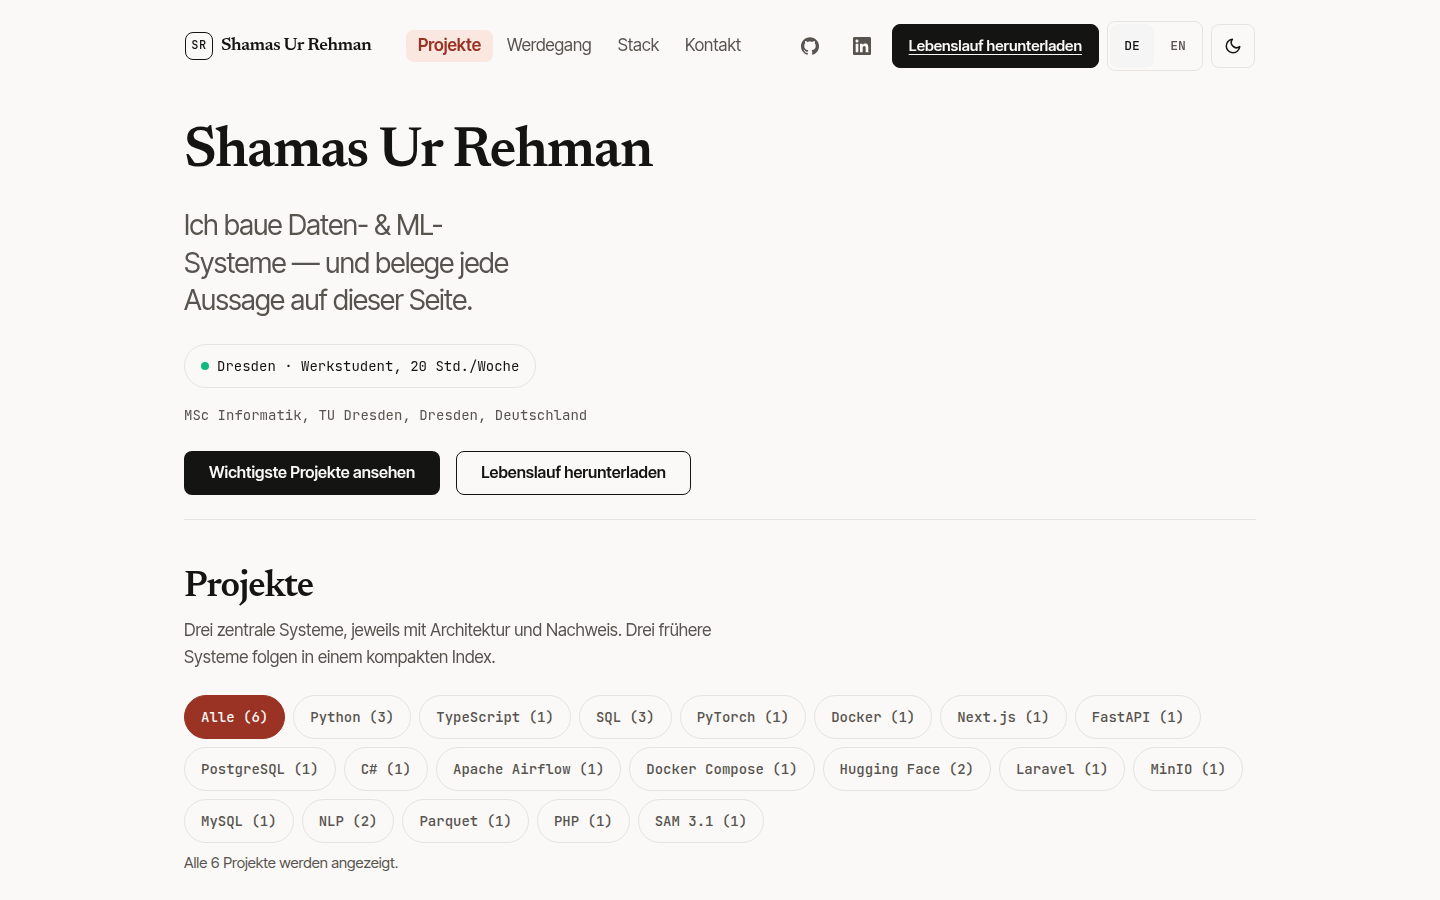 SR Shamas Ur Rehman Projekte Werdegang Stack Kontakt Lebenslauf herunterladen DE EN
Shamas Ur Rehman
Ich baue Daten- & ML-
Systeme — und belege jede
Aussage auf dieser Seite.
Dresden · Werkstudent, 20 Std./Woche
MSc Informatik, TU Dresden, Dresden, Deutschland
Wichtigste Projekte ansehen Lebenslauf herunterladen
Projekte
Drei zentrale Systeme, jeweils mit Architektur und Nachweis. Drei frühere
Systeme folgen in einem kompakten Index.
Alle (6) Python (3) TypeScript (1) SQL (3) PyTorch (1) Docker (1) Next.js (1) FastAPI (1)
PostgreSQL (1) C# (1) Apache Airflow (1) Docker Compose (1) Hugging Face (2) Laravel (1) MinIO (1)
MySQL (1) NLP (2) Parquet (1) PHP (1) SAM 3.1 (1)
Alle 6 Projekte werden angezeigt.